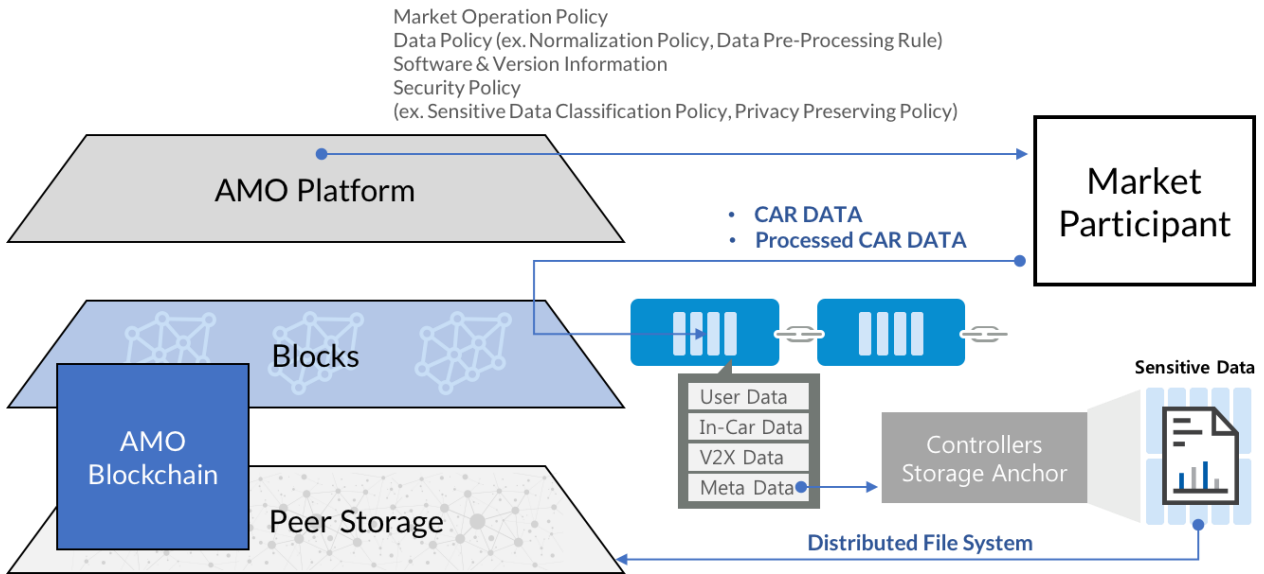 Market Operation Policy
Data Policy (ex. Normalization Policy, Data Pre-Processing Rule)
Software & Version Information
Security Policy
(ex. Sensitive Data Classification Policy, Privacy Preserving Policy)
AMO Platform
Market
Participant
• CAR DATA
• Processed CAR DATA
Blocks
Sensitive Data
User Data
In-Car Data
V2X Data
Meta Data
Controllers
Storage Anchor
AMO
Blockchain
Peer Storage
Distributed File System